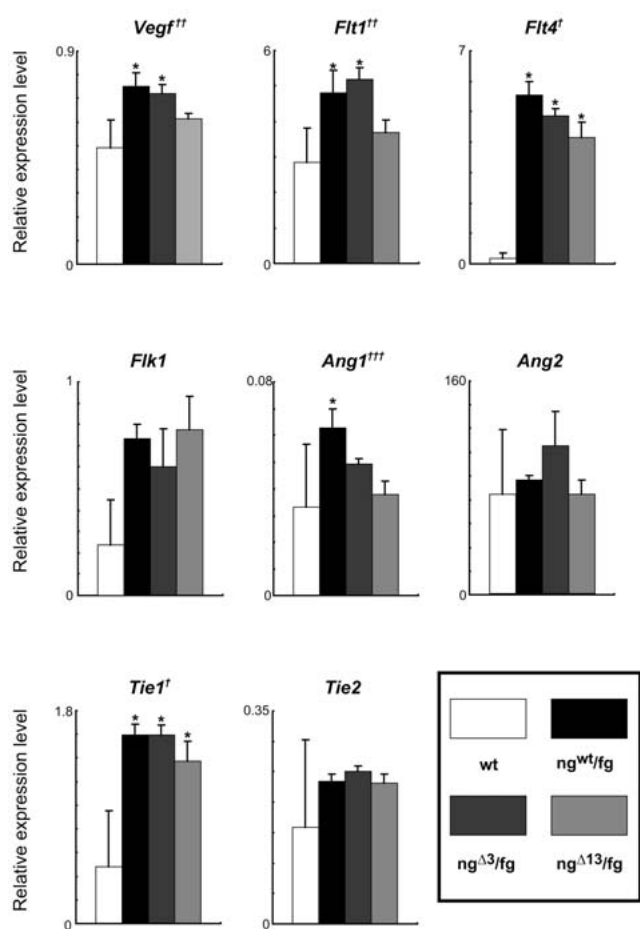 Vegf†† Flt1†† Flt4†
0.9 6 7
* * * * * * *
Relative expression level
0 0 0
Flk1 Ang1††† Ang2
1 0.08 160
*
Relative expression level
0 0 0
Tie1† Tie2
1.8 0.35
* * *
Relative expression level
0 0
wt ngwt/fg
ngΔ3/fg ngΔ13/fg